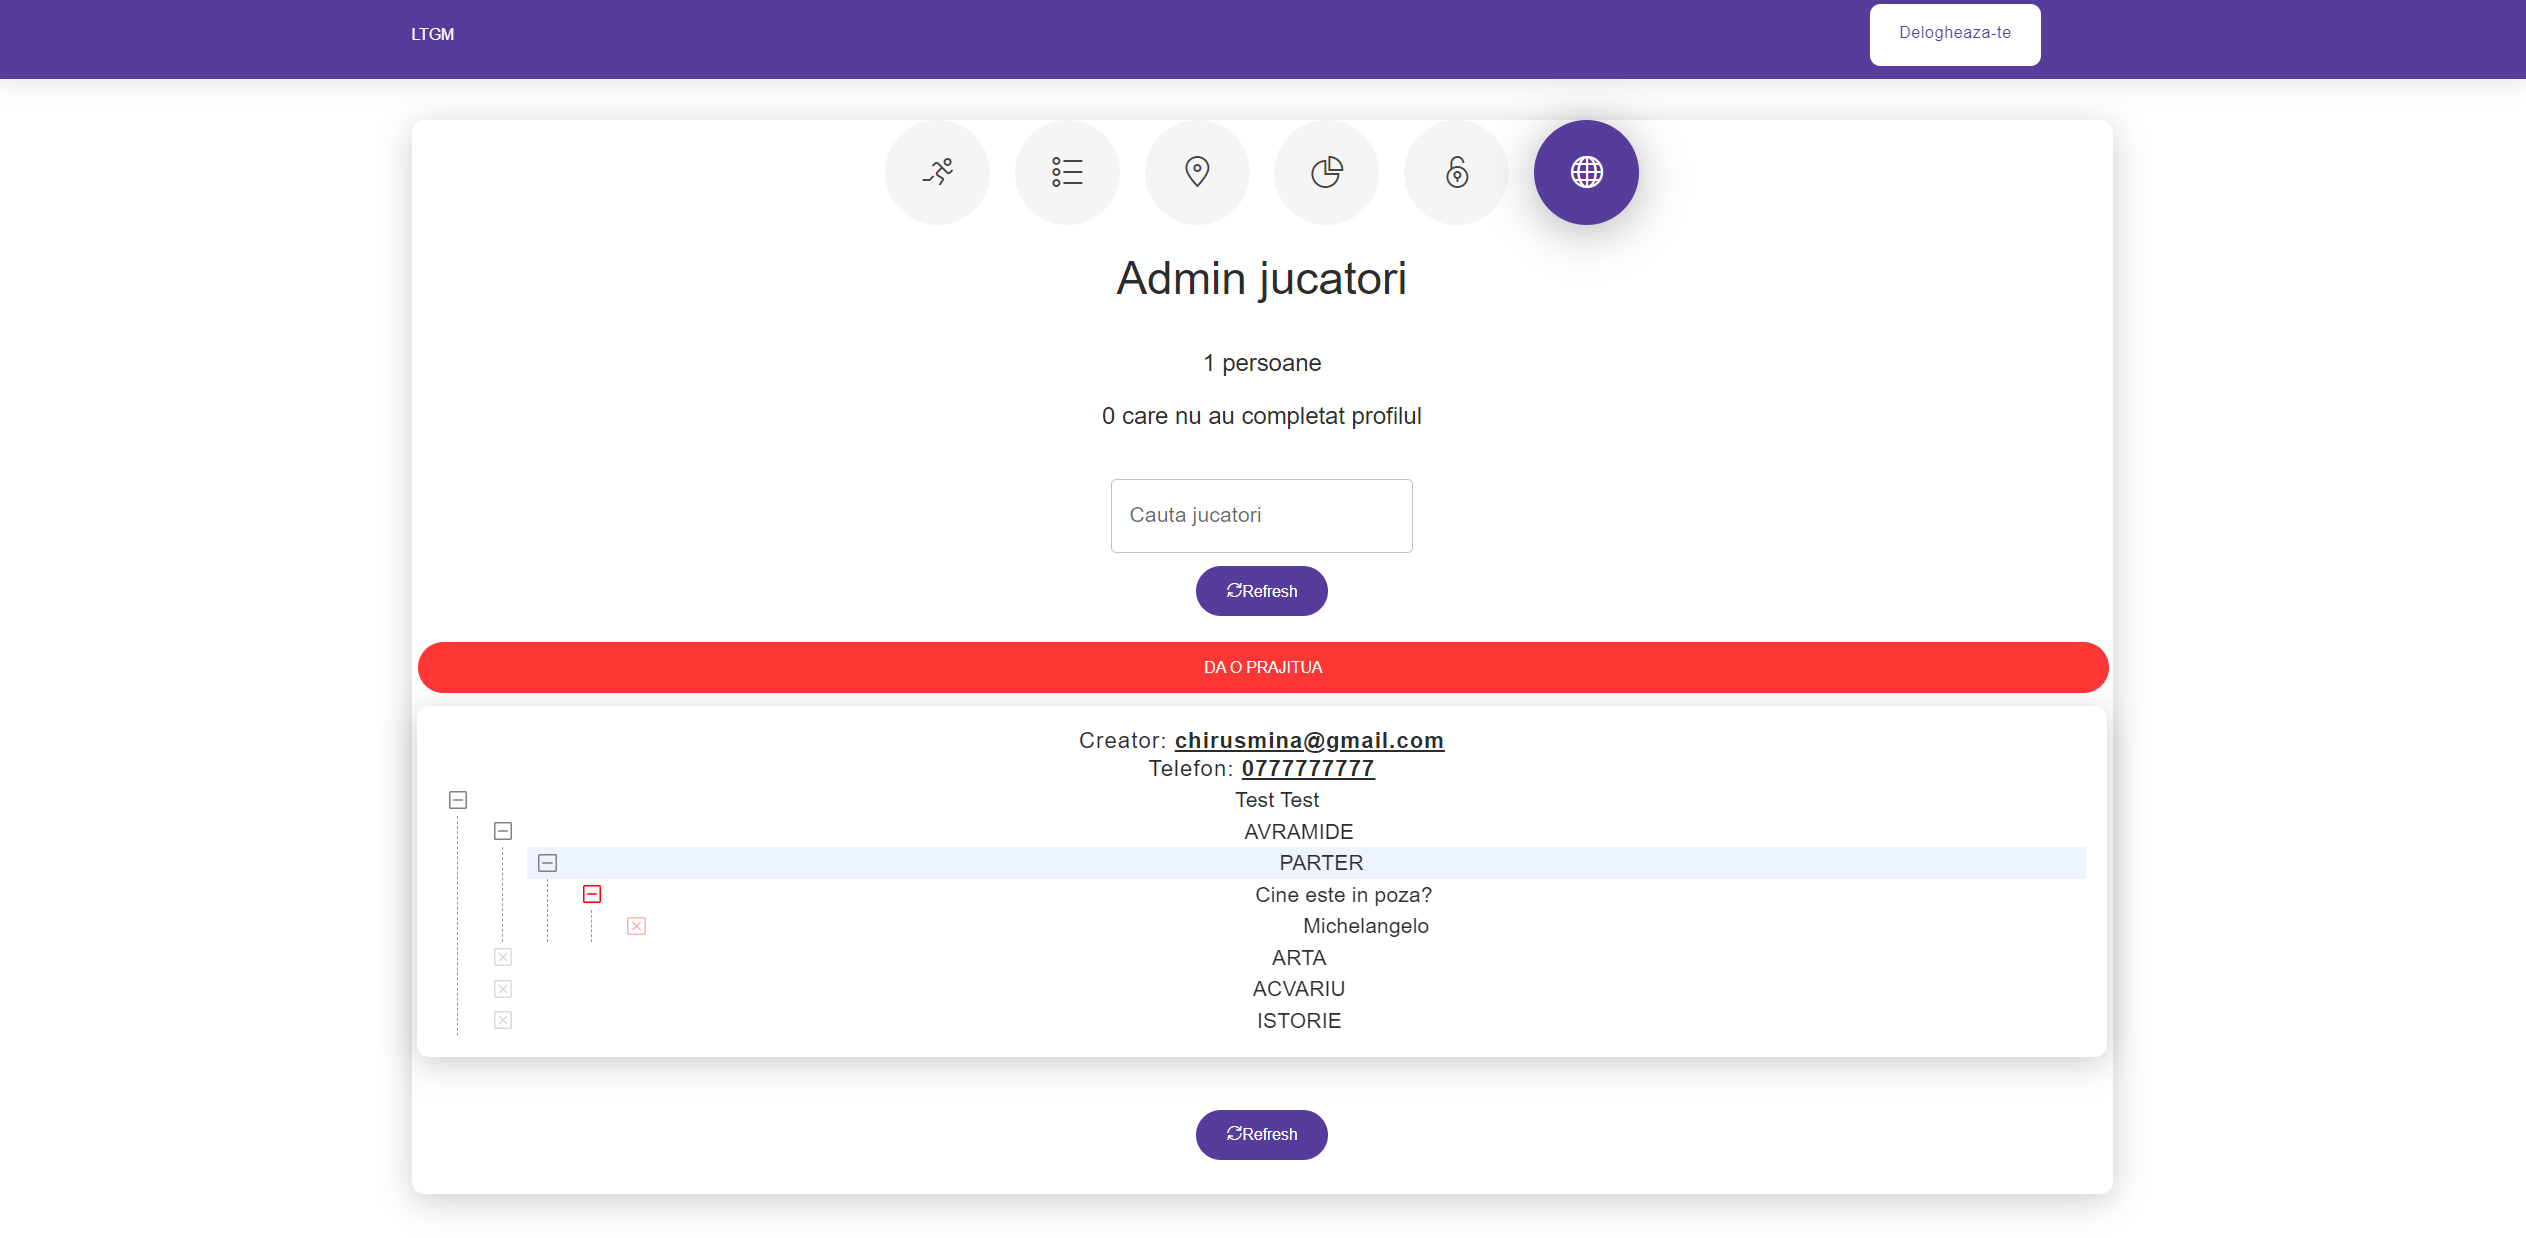 LTGM
Delogheaza-te
Admin jucatori
1 persoane
0 care nu au completat profilul
Cauta jucatori
Refresh
DA O PRAJITUA
Creator: chirusmina@gmail.com
Telefon: 0777777777
Test Test
AVRAMIDE
PARTER
Cine este in poza?
Michelangelo
ARTA
ACVARIU
ISTORIE
Refresh